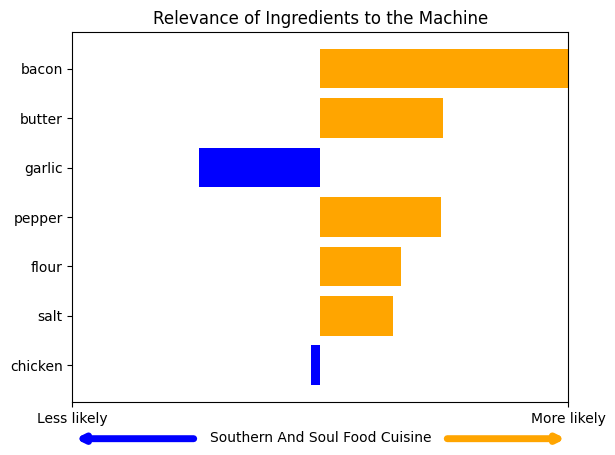 Relevance of Ingredients to the Machine
bacon
butter
garlic
pepper
flour
salt
chicken
Less likely
More likely
Southern And Soul Food Cuisine